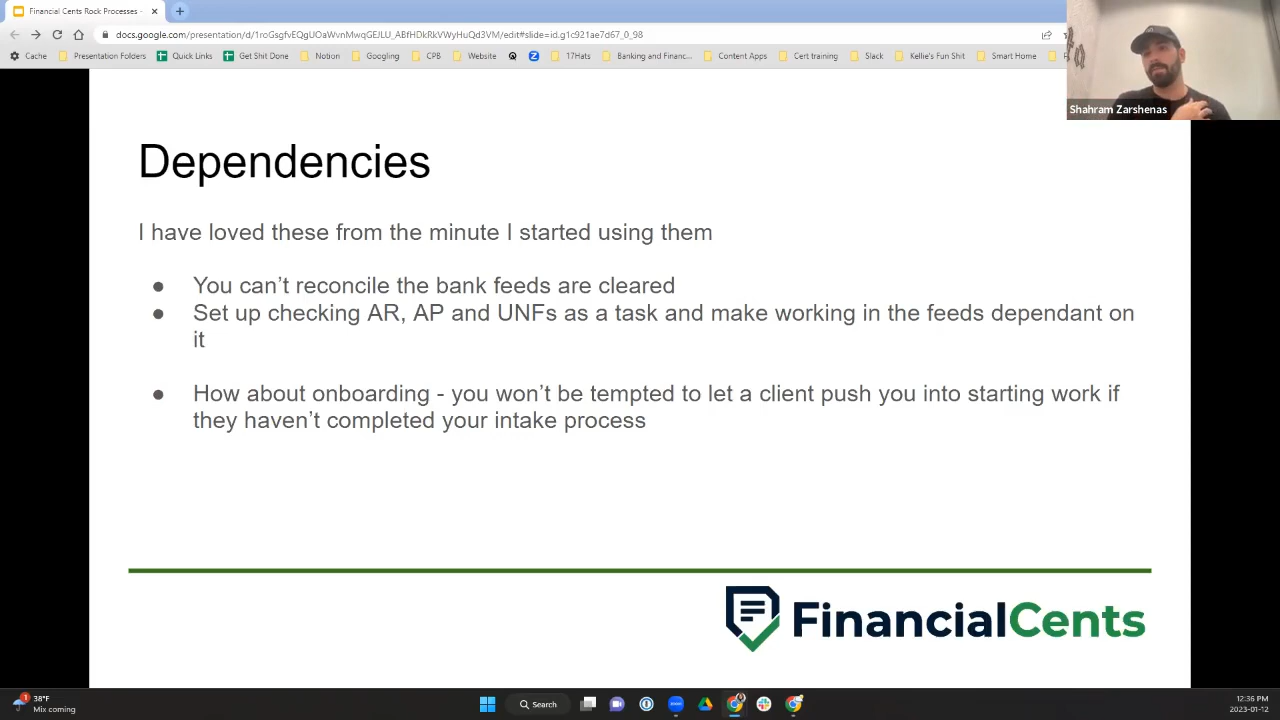 Financial Cents Rock Processes -
docs.google.com/presentation/d/1roGsgfvEQgUOaWvnMwqGEJLU_ABfHDkRkVWyHuQd3VM/edit#slide=id.g1c921ae7d67_0_98
Cache Presentation Folders Quick Links Get Shit Done Notion Googling CPB Website 17Hats Banking and Financ... Content Apps Cert training Slack Kellie's Fun Shit Smart Home
Shahram Zarshenas
Dependencies
I have loved these from the minute I started using them
● You can't reconcile the bank feeds are cleared
● Set up checking AR, AP and UNFs as a task and make working in the feeds dependant on
it
● How about onboarding - you won't be tempted to let a client push you into starting work if
they haven't completed your intake process
FinancialCents
1
38°F
Mix coming
Search
zoom
12:36 PM
2023-01-12